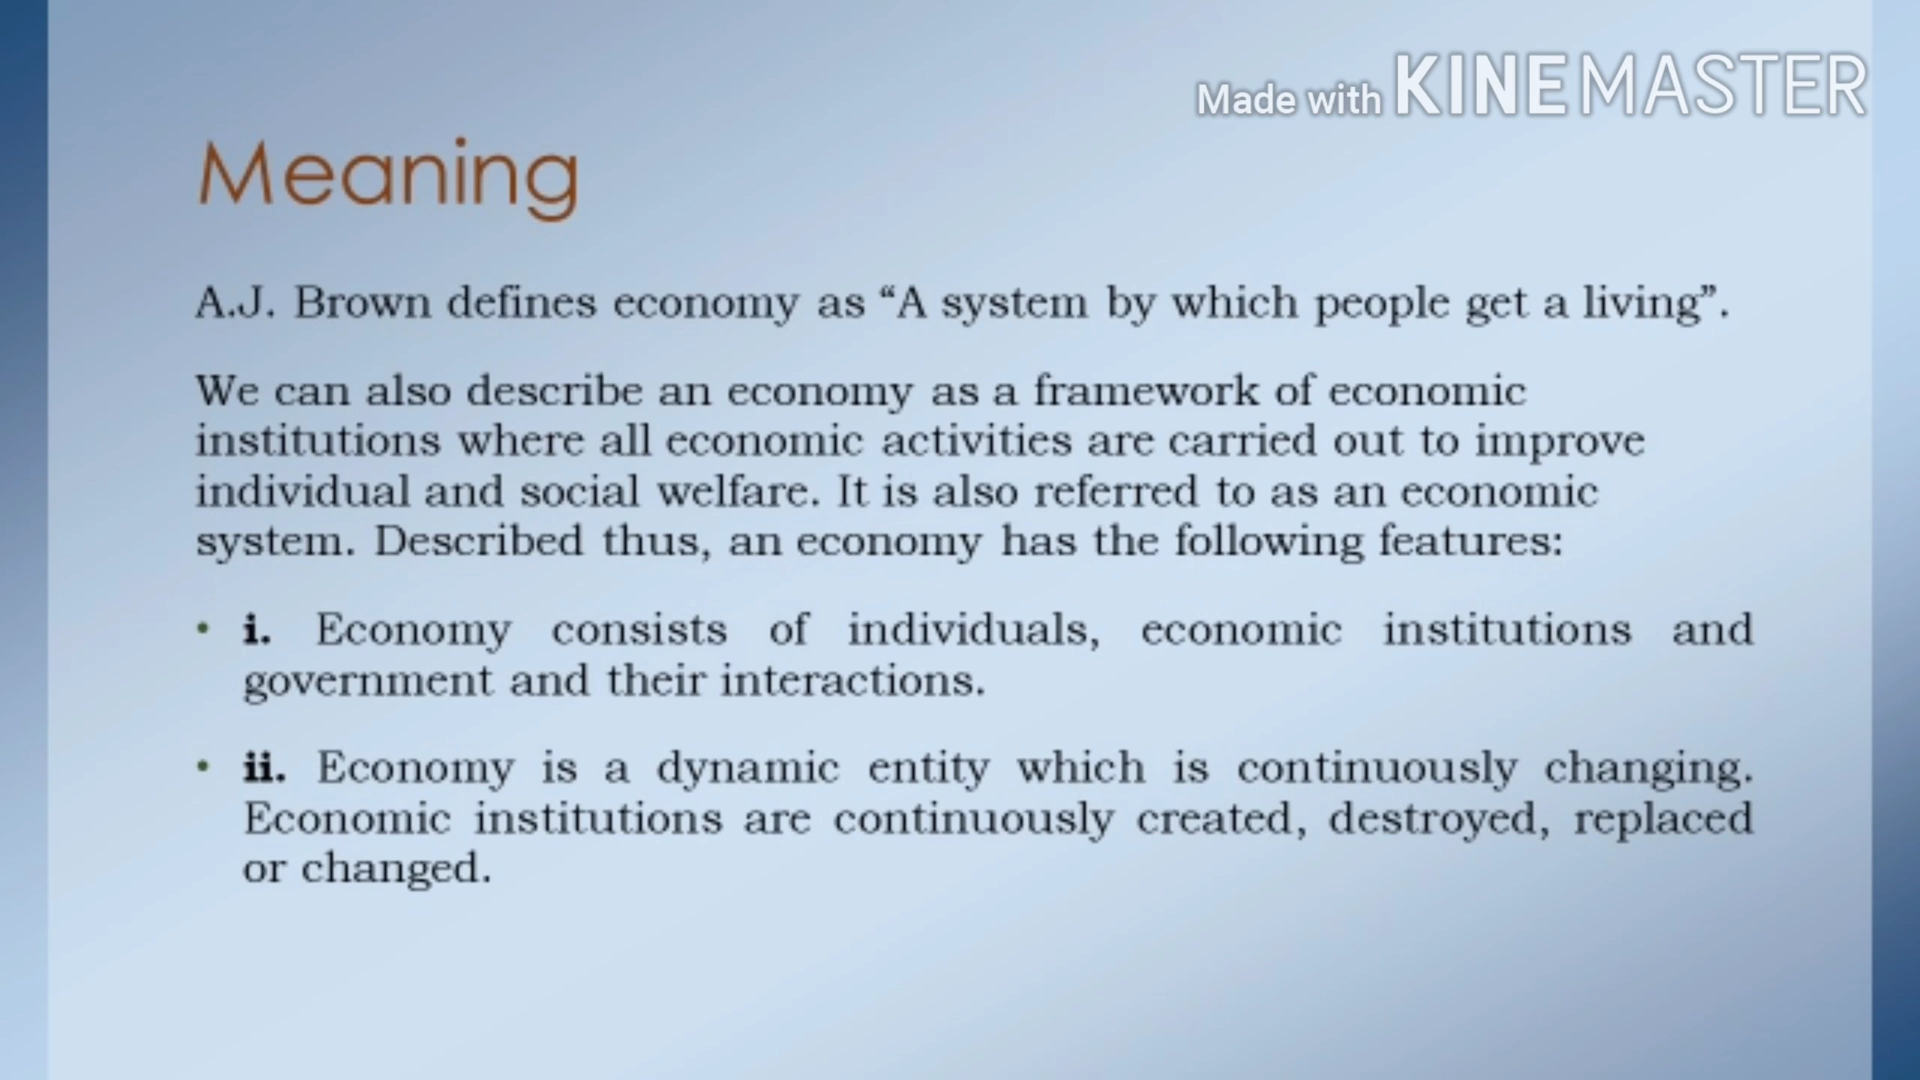 Made with KINEMASTER
Meaning
A.J. Brown defines economy as “A system by which people get a living”.
We can also describe an economy as a framework of economic
institutions where all economic activities are carried out to improve
individual and social welfare. It is also referred to as an economic
system. Described thus, an economy has the following features:
• i. Economy consists of individuals, economic institutions and
government and their interactions.
• ii. Economy is a dynamic entity which is continuously changing.
Economic institutions are continuously created, destroyed, replaced
or changed.